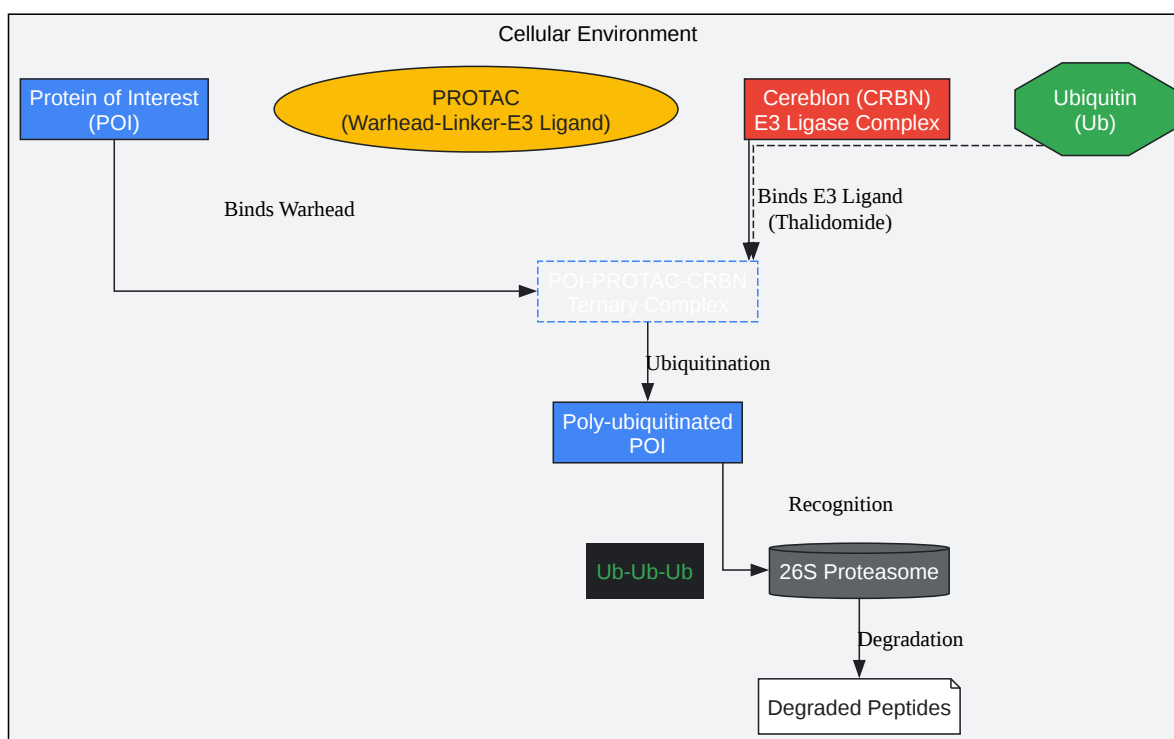 Cellular Environment
Protein of Interest
(POI)
PROTAC
(Warhead-Linker-E3 Ligand)
Cereblon (CRBN)
E3 Ligase Complex
Ubiquitin
(Ub)
Binds Warhead
Binds E3 Ligand
(Thalidomide)
POI-PROTAC-CRBN
Ternary Complex
Ubiquitination
Poly-ubiquitinated
POI
Recognition
Ub-Ub-Ub
26S Proteasome
Degradation
Degraded Peptides